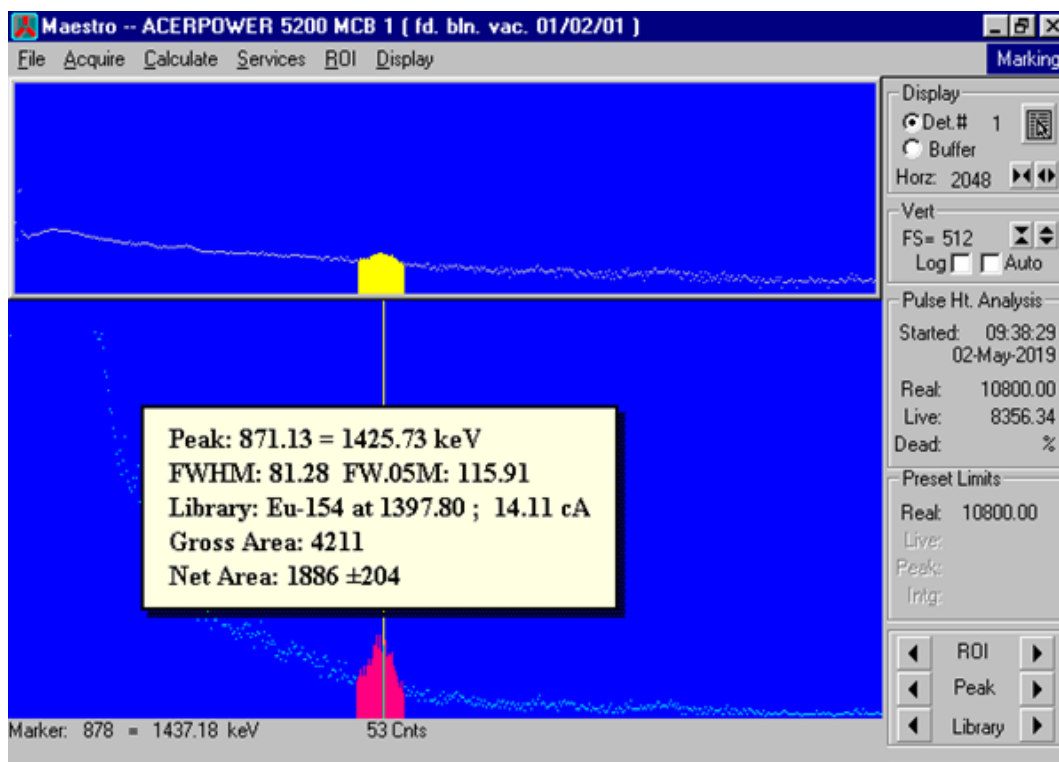 Maestro -- ACERPOWER 5200 MCB 1 ( fd. bln. vac. 01/02/01 )
File Acquire Calculate Services ROI Display
Marking
Display
Det.# 1
Buffer
Horz: 2048
Vert
FS= 512
Log Auto
Pulse Ht. Analysis
Started: 09:38:29
02-May-2019
Real: 10800.00
Live: 8356.34
Dead: %
Preset Limits
Real: 10800.00
Live:
Peak:
Intg:
ROI
Peak
Library
Peak: 871.13 = 1425.73 keV
FWHM: 81.28 FW.05M: 115.91
Library: Eu-154 at 1397.80 ; 14.11 cA
Gross Area: 4211
Net Area: 1886 ±204
Marker: 878 = 1437.18 keV 53 Cnts